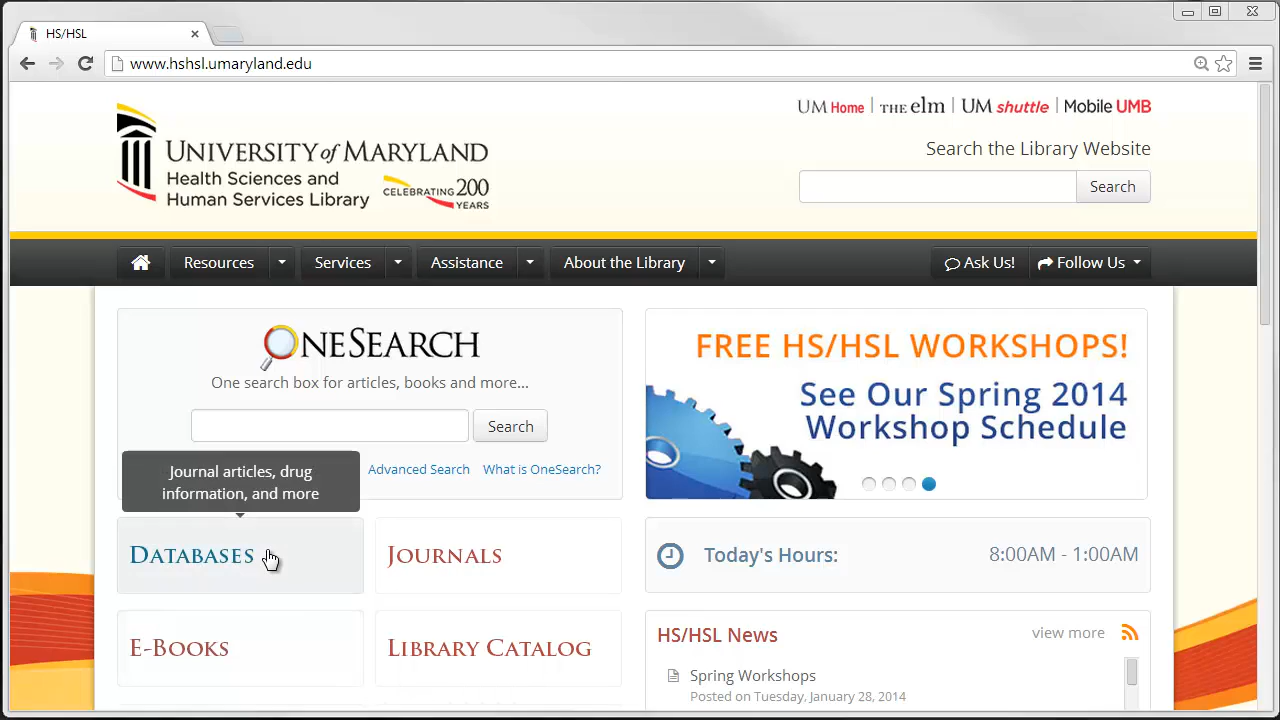 HS/HSL
www.hshsl.umaryland.edu
UM Home | THE elm | UM shuttle | Mobile UMB
UNIVERSITY of MARYLAND
Health Sciences and
Human Services Library
CELEBRATING 200
YEARS
Search the Library Website
Search
Resources
Services
Assistance
About the Library
Ask Us!
Follow Us
ONESEARCH
One search box for articles, books and more...
Search
Advanced Search
What is OneSearch?
FREE HS/HSL WORKSHOPS!
See Our Spring 2014
Workshop Schedule
Journal articles, drug
information, and more
DATABASES
JOURNALS
Today's Hours:
8:00AM - 1:00AM
E-BOOKS
LIBRARY CATALOG
HS/HSL News
view more
Spring Workshops
Posted on Tuesday, January 28, 2014